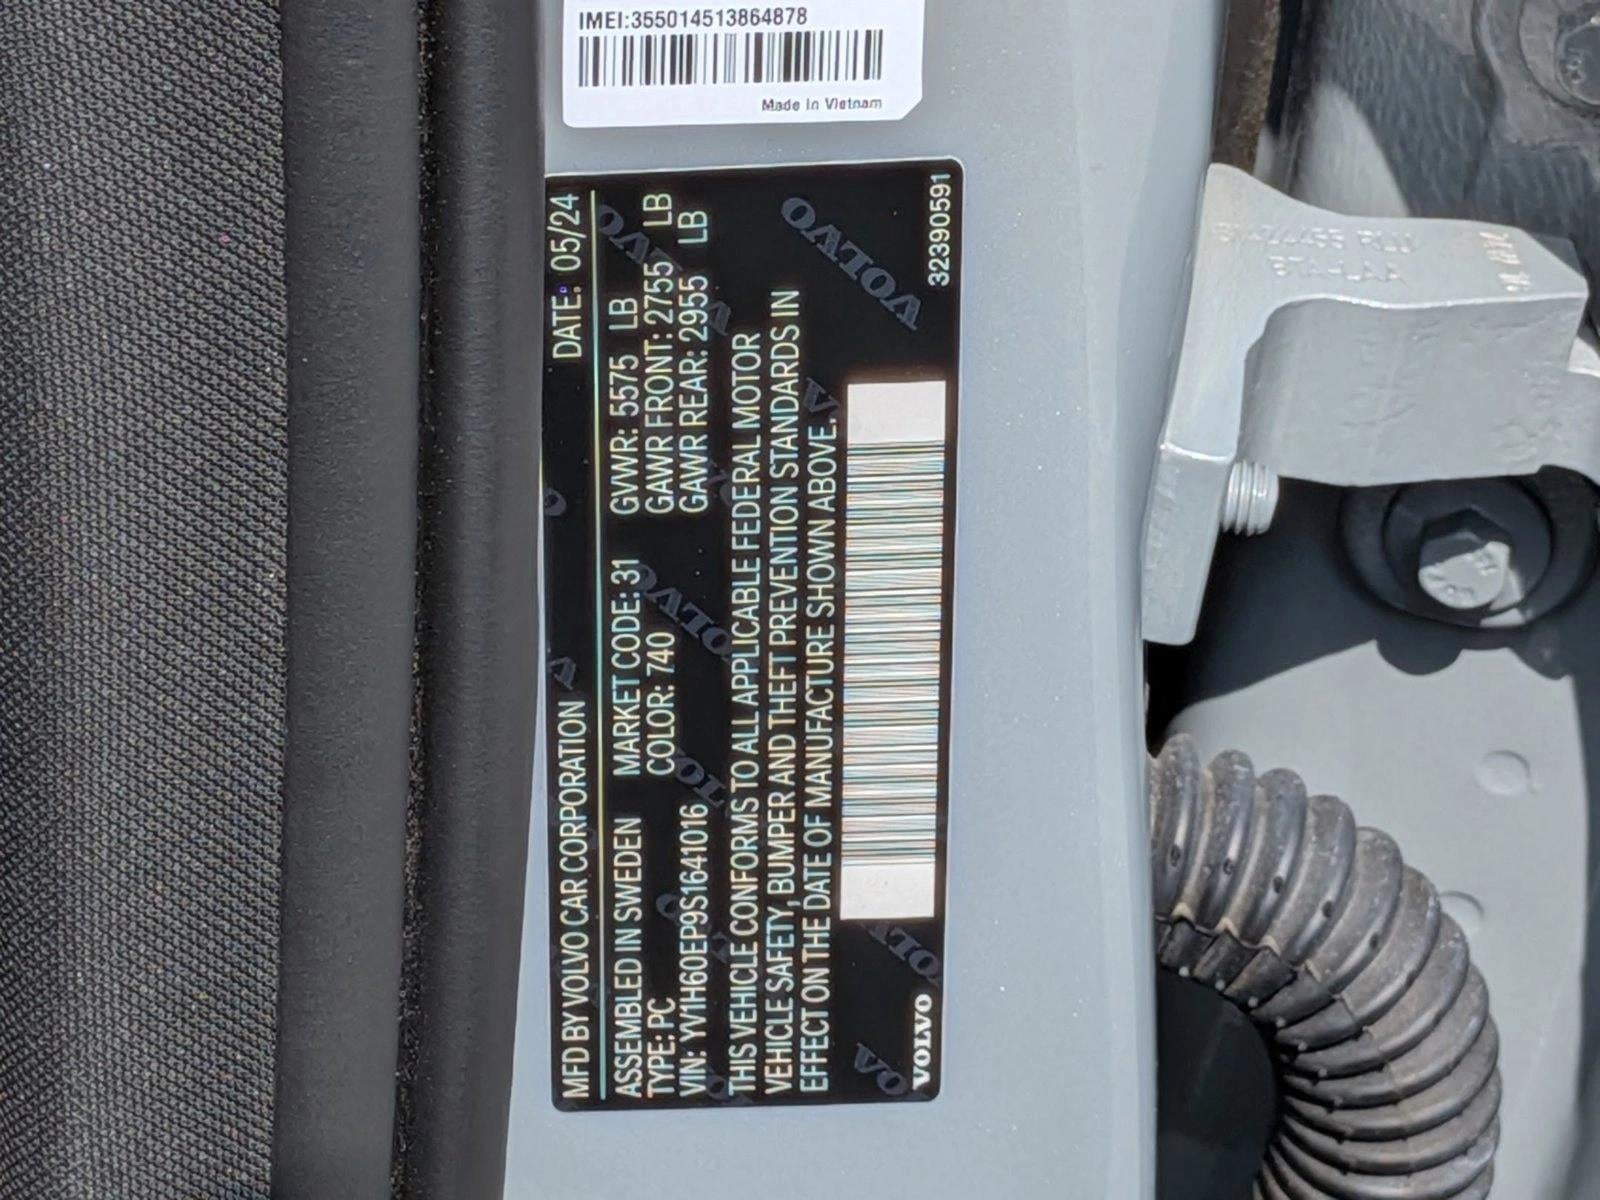 IMEI:355014513864878
Made in Vietnam
MFD BY VOLVO CAR CORPORATION DATE: 05/24
ASSEMBLED IN SWEDEN MARKET CODE: 31 GVWR: 5575 LB
TYPE: PC COLOR: 740 GAWR FRONT: 2755 LB
VIN: YV1H60EP9S1641016 GAWR REAR: 2955 LB
THIS VEHICLE CONFORMS TO ALL APPLICABLE FEDERAL MOTOR
VEHICLE SAFETY, BUMPER AND THEFT PREVENTION STANDARDS IN
EFFECT ON THE DATE OF MANUFACTURE SHOWN ABOVE.
VOLVO 32390591
VOLVO